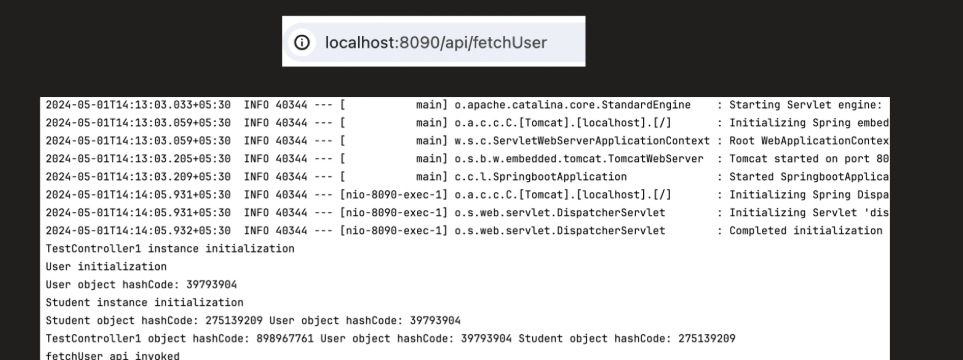 localhost:8090/api/fetchUser
2024-05-01T14:13:03.033+05:30 INFO 40344 --- [ main] o.apache.catalina.core.StandardEngine : Starting Servlet engine:
2024-05-01T14:13:03.059+05:30 INFO 40344 --- [ main] o.a.c.c.C.[Tomcat].[localhost].[/] : Initializing Spring embed
2024-05-01T14:13:03.059+05:30 INFO 40344 --- [ main] w.s.c.ServletWebServerApplicationContext : Root WebApplicationContex
2024-05-01T14:13:03.205+05:30 INFO 40344 --- [ main] o.s.b.w.embedded.tomcat.TomcatWebServer : Tomcat started on port 80
2024-05-01T14:13:03.209+05:30 INFO 40344 --- [ main] c.c.l.SpringbootApplication : Started SpringbootApplica
2024-05-01T14:14:05.931+05:30 INFO 40344 --- [nio-8090-exec-1] o.a.c.c.C.[Tomcat].[localhost].[/] : Initializing Spring Dispa
2024-05-01T14:14:05.931+05:30 INFO 40344 --- [nio-8090-exec-1] o.s.web.servlet.DispatcherServlet : Initializing Servlet 'dis
2024-05-01T14:14:05.932+05:30 INFO 40344 --- [nio-8090-exec-1] o.s.web.servlet.DispatcherServlet : Completed initialization
TestController1 instance initialization
User initialization
User object hashCode: 39793904
Student instance initialization
Student object hashCode: 275139209 User object hashCode: 39793904
TestController1 object hashCode: 898967761 User object hashCode: 39793904 Student object hashCode: 275139209
fetchUser api invoked